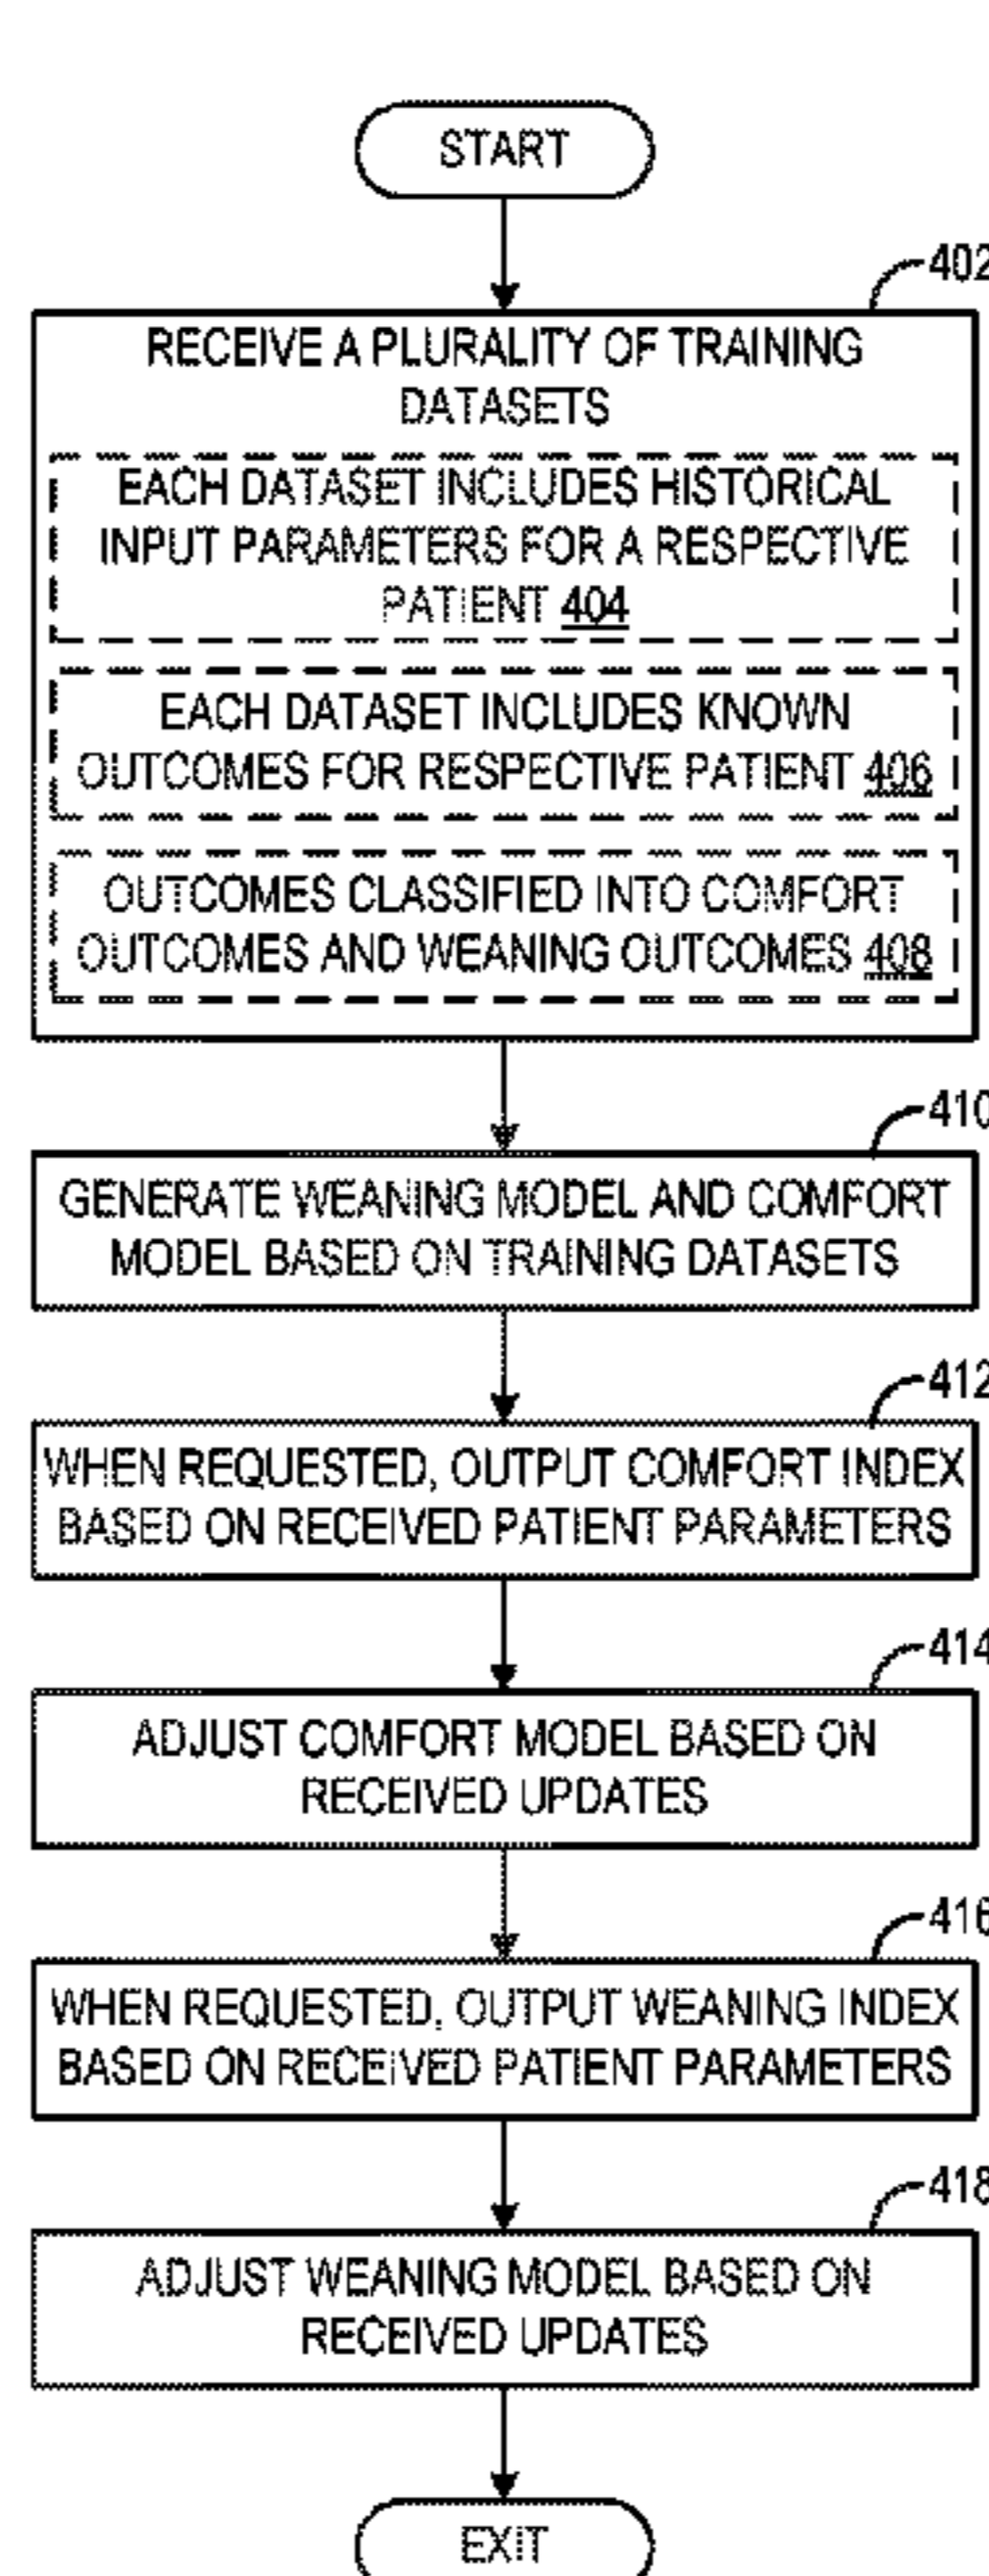 START
402
RECEIVE A PLURALITY OF TRAINING
DATASETS
EACH DATASET INCLUDES HISTORICAL
INPUT PARAMETERS FOR A RESPECTIVE
PATIENT 404
EACH DATASET INCLUDES KNOWN
OUTCOMES FOR RESPECTIVE PATIENT 406
OUTCOMES CLASSIFIED INTO COMFORT
OUTCOMES AND WEANING OUTCOMES 408
410
GENERATE WEANING MODEL AND COMFORT
MODEL BASED ON TRAINING DATASETS
412
WHEN REQUESTED, OUTPUT COMFORT INDEX
BASED ON RECEIVED PATIENT PARAMETERS
414
ADJUST COMFORT MODEL BASED ON
RECEIVED UPDATES
416
WHEN REQUESTED, OUTPUT WEANING INDEX
BASED ON RECEIVED PATIENT PARAMETERS
418
ADJUST WEANING MODEL BASED ON
RECEIVED UPDATES
EXIT